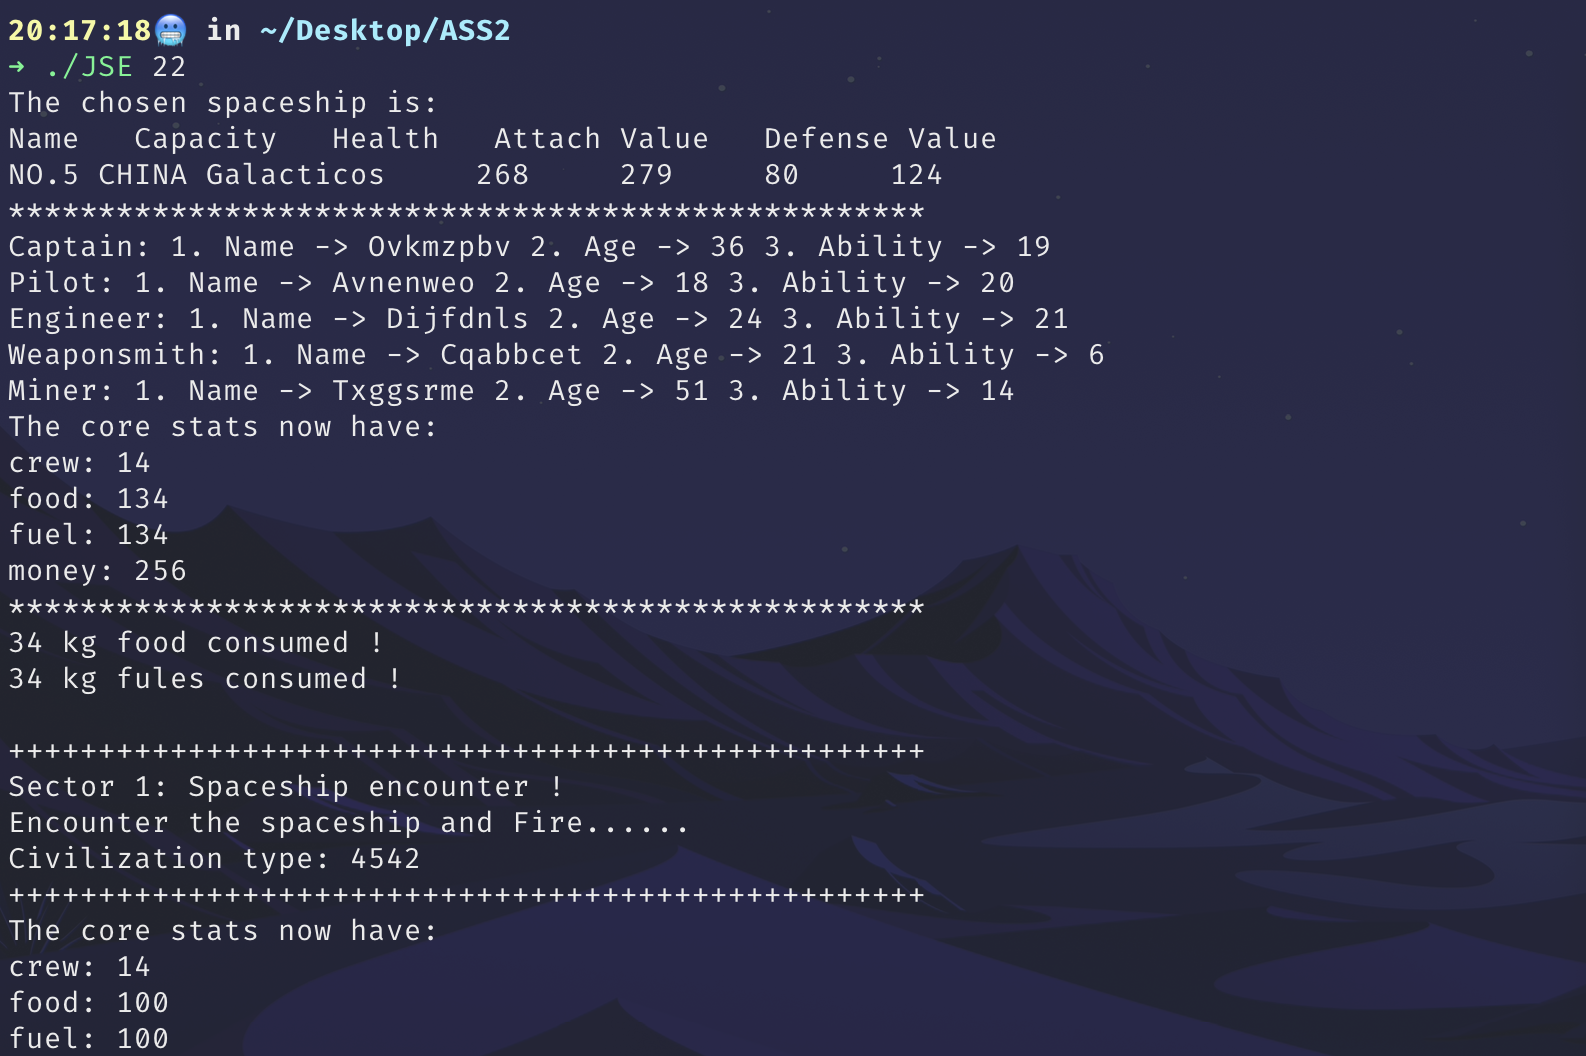 20:17:18🥶 in ~/Desktop/ASS2
→ ./JSE 22
The chosen spaceship is:
Name   Capacity   Health   Attach Value   Defense Value
NO.5 CHINA Galacticos     268     279     80     124
***************************************************
Captain: 1. Name -> Ovkmzpbv 2. Age -> 36 3. Ability -> 19
Pilot: 1. Name -> Avnenweo 2. Age -> 18 3. Ability -> 20
Engineer: 1. Name -> Dijfdnls 2. Age -> 24 3. Ability -> 21
Weaponsmith: 1. Name -> Cqabbcet 2. Age -> 21 3. Ability -> 6
Miner: 1. Name -> Txggsrme 2. Age -> 51 3. Ability -> 14
The core stats now have:
crew: 14
food: 134
fuel: 134
money: 256
***************************************************
34 kg food consumed !
34 kg fules consumed !

+++++++++++++++++++++++++++++++++++++++++++++++++++
Sector 1: Spaceship encounter !
Encounter the spaceship and Fire......
Civilization type: 4542
+++++++++++++++++++++++++++++++++++++++++++++++++++
The core stats now have:
crew: 14
food: 100
fuel: 100